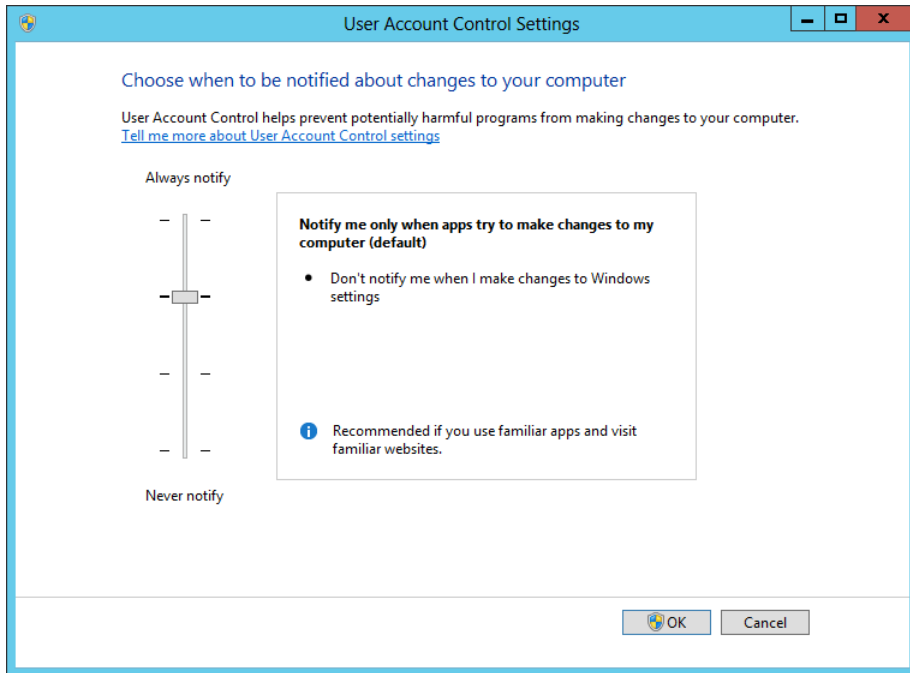 User Account Control Settings
Choose when to be notified about changes to your computer
User Account Control helps prevent potentially harmful programs from making changes to your computer.
Tell me more about User Account Control settings
Always notify
Notify me only when apps try to make changes to my
computer (default)
• Don't notify me when I make changes to Windows
settings
Recommended if you use familiar apps and visit
familiar websites.
Never notify
OK
Cancel